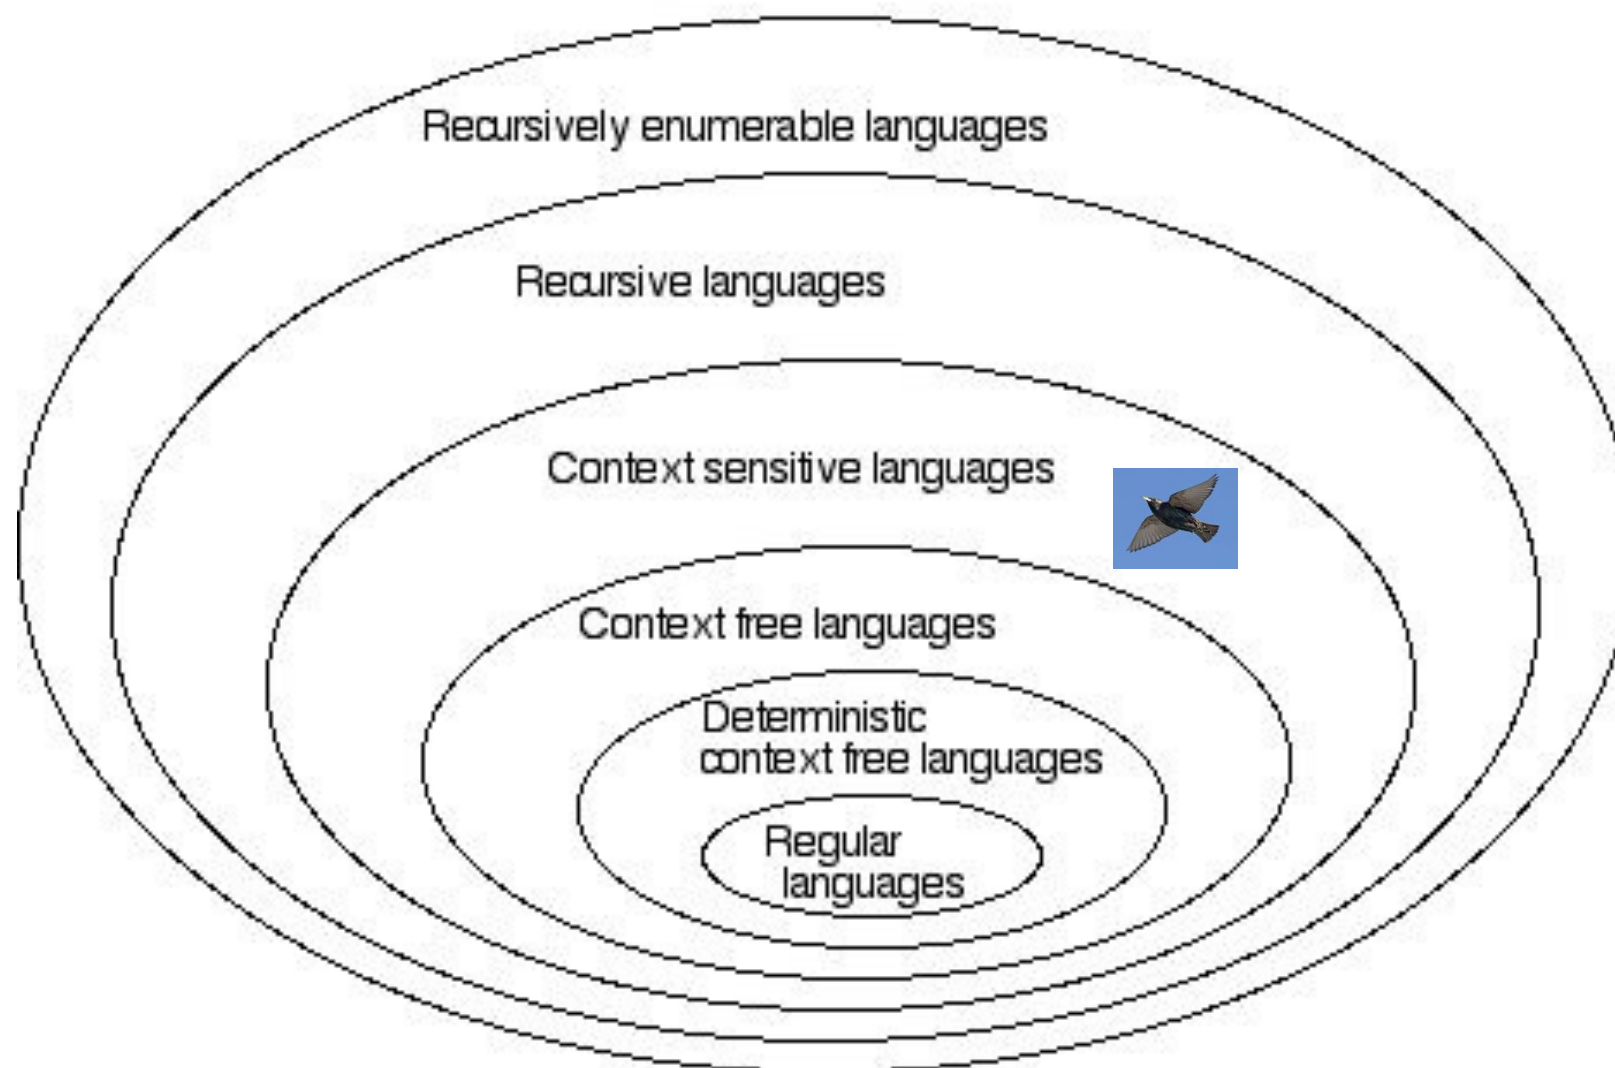 Recursively enumerable languages
Recursive languages
Context sensitive languages
Context free languages
Deterministic
context free languages
Regular
languages